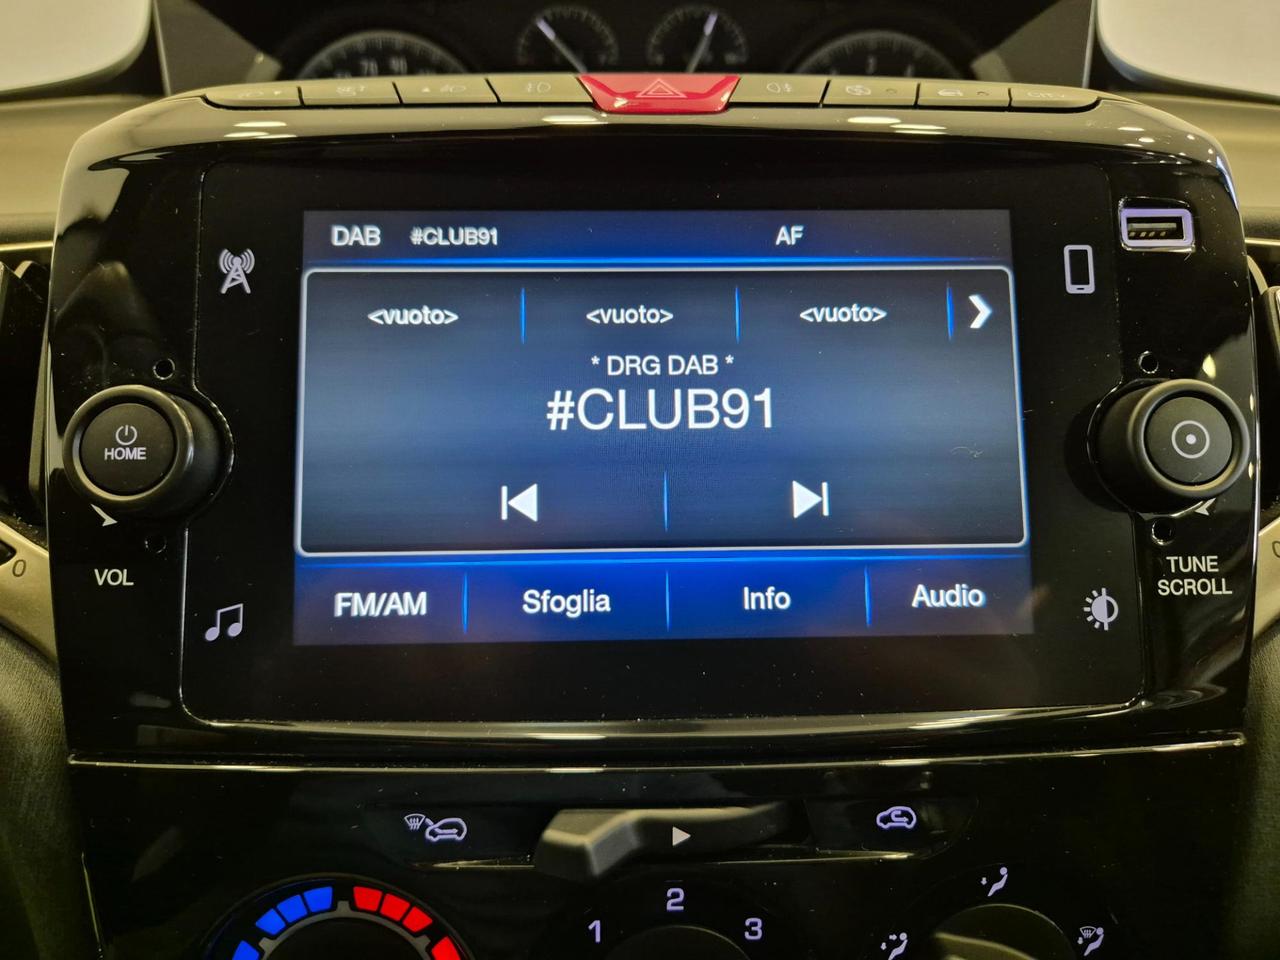 DAB #CLUB91 AF
<vuoto> <vuoto> <vuoto>
* DRG DAB *
#CLUB91
FM/AM Sfoglia Info Audio
HOME
VOL
TUNE
SCROLL
0
1 2 3